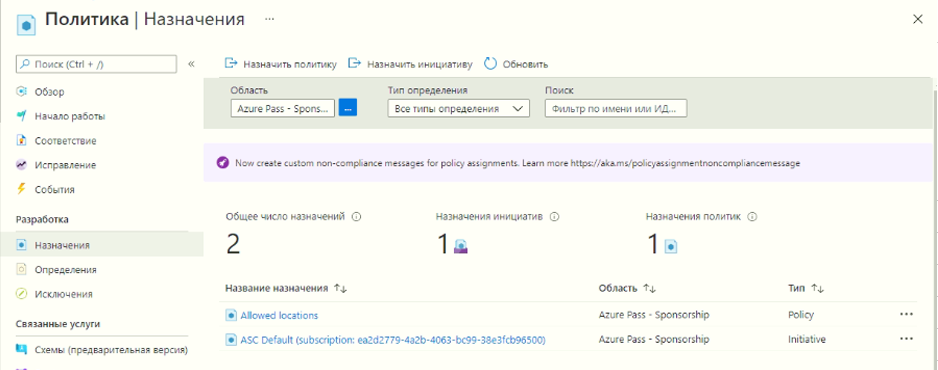 Политика | Назначения ...
Поиск (Ctrl + /)
«
Обзор
Начало работы
Соответствие
Исправление
События
Разработка
Назначения
Определения
Исключения
Связанные услуги
Схемы (предварительная версия)
Назначить политику Назначить инициативу Обновить
Область Тип определения Поиск
Azure Pass - Spons... ... Все типы определения Фильтр по имени или ИД...
Now create custom non-compliance messages for policy assignments. Learn more https://aka.ms/policyassignmentnoncompliancemessage
Общее число назначений Назначения инициатив Назначения политик
2 1 1
Название назначения ↑↓ Область ↑↓ Тип ↑↓
Allowed locations Azure Pass - Sponsorship Policy ...
ASC Default (subscription: ea2d2779-4a2b-4063-bc99-38e3fcb96500) Azure Pass - Sponsorship Initiative ...